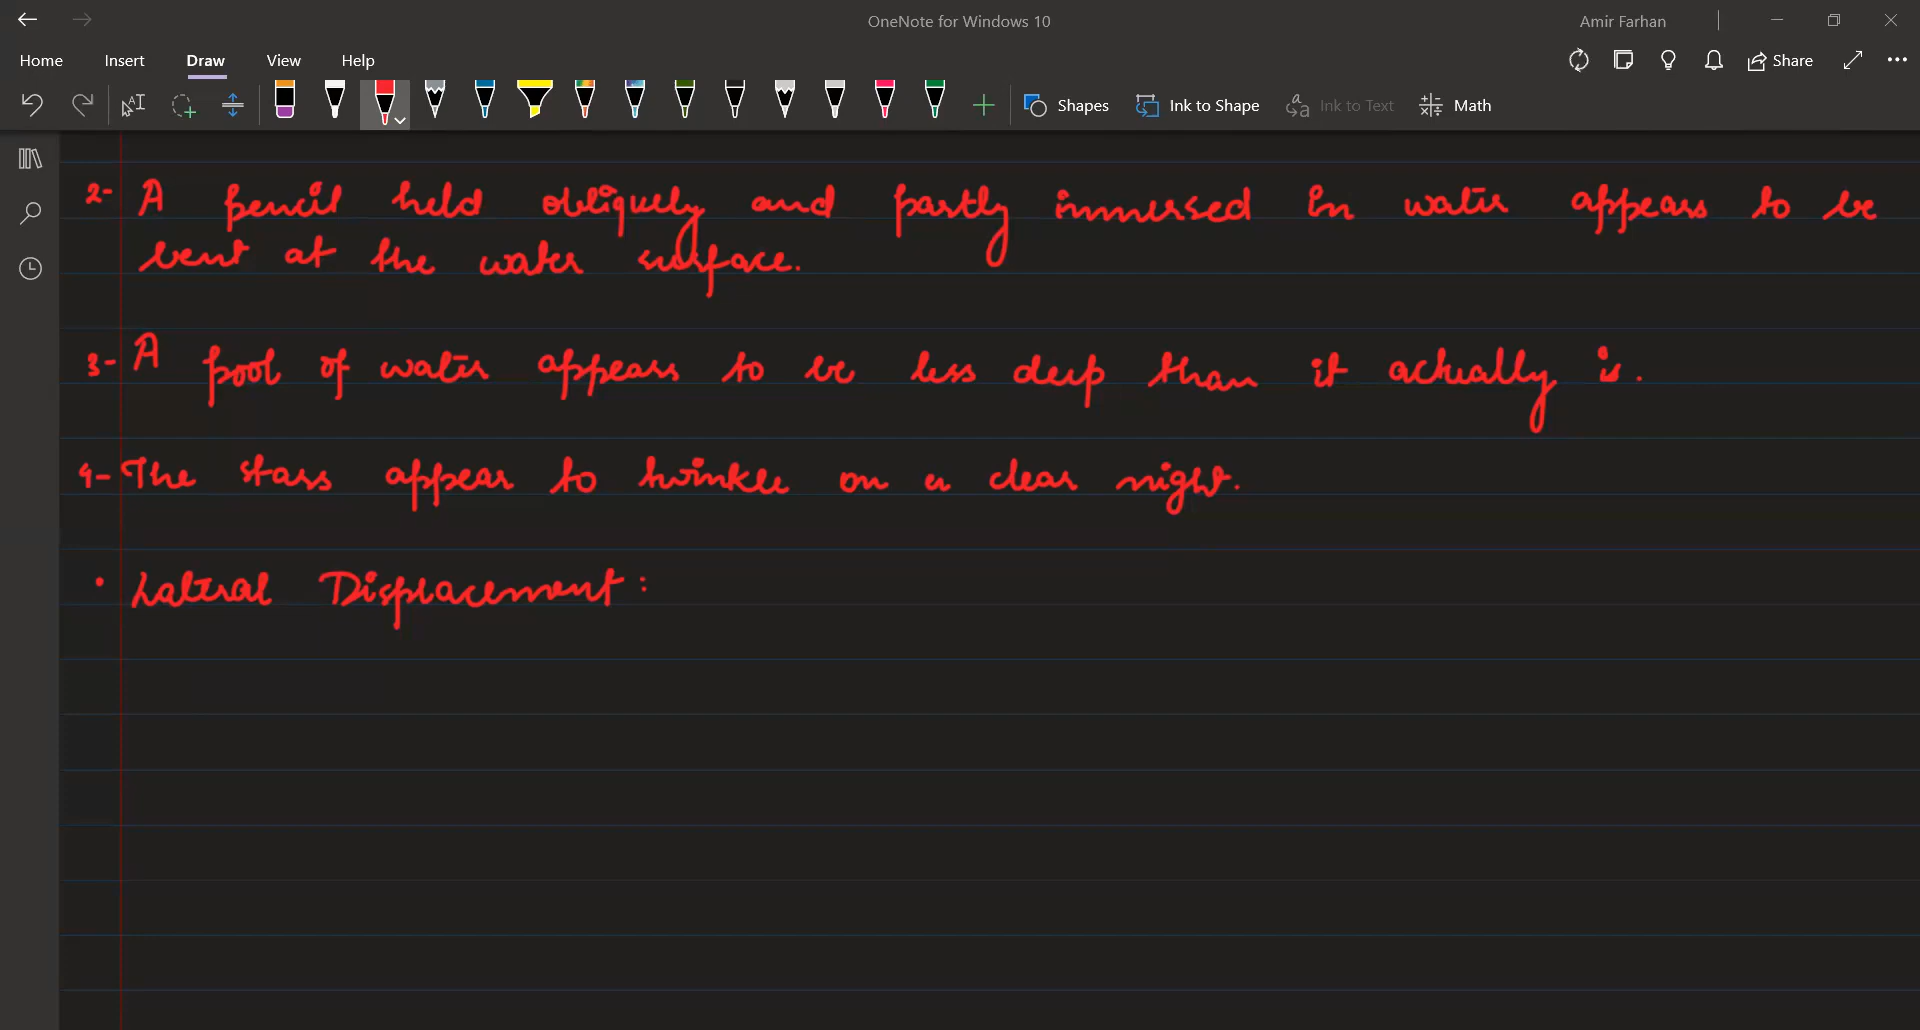 OneNote for Windows 10
Amir Farhan
Home Insert Draw View Help
Share
Shapes Ink to Shape Ink to Text Math
2- A pencil held obliquely and partly immersed in water appears to be
bent at the water surface.
3- A pool of water appears to be less deep than it actually is.
4- The stars appear to twinkle on a clear night.
• Lateral Displacement: